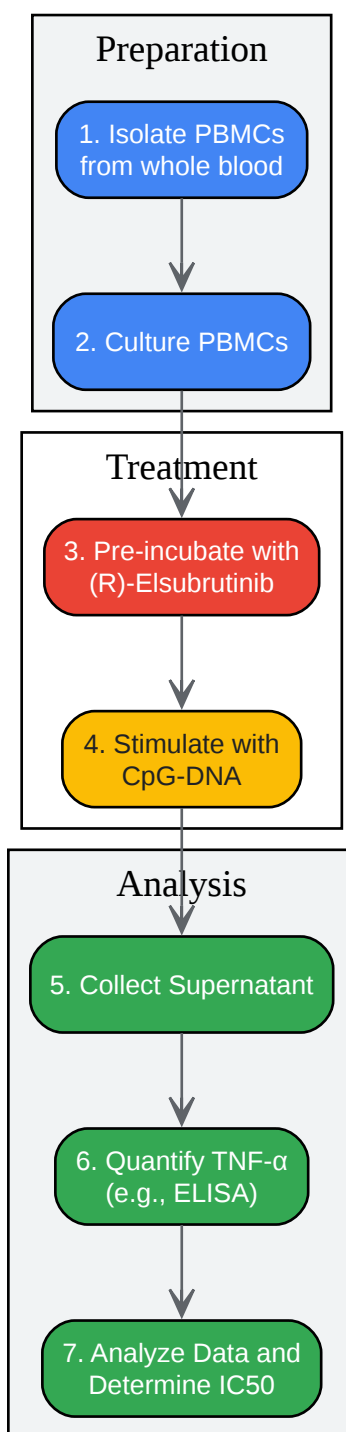 Preparation
1. Isolate PBMCs
from whole blood
2. Culture PBMCs
Treatment
3. Pre-incubate with
(R)-Elsubrutinib
4. Stimulate with
CpG-DNA
Analysis
5. Collect Supernatant
6. Quantify TNF-α
(e.g., ELISA)
7. Analyze Data and
Determine IC50